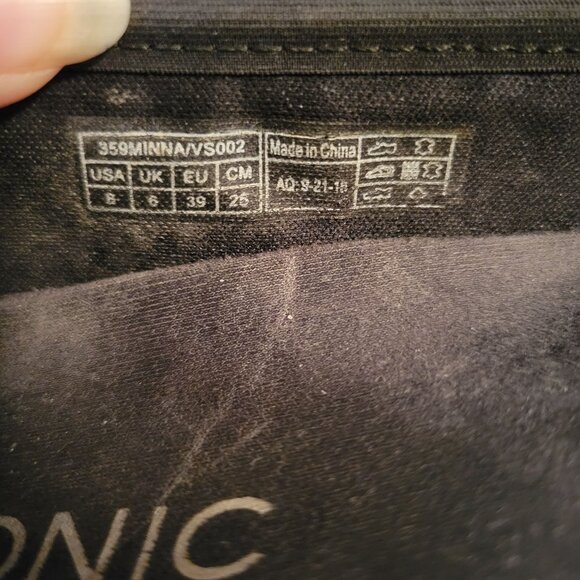 359MINNA/VS002
USA UK EU CM
8 6 39 25
Made in China
AQ: 9-21-18
ONIC